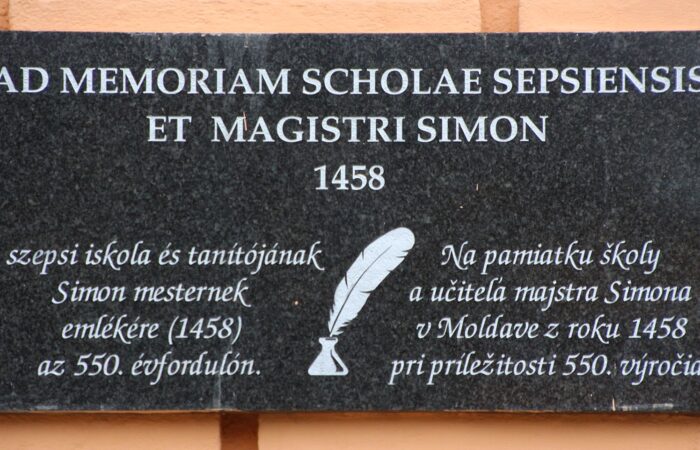 AD MEMORIAM SCHOLAE SEPSIENSIS
ET MAGISTRI SIMON
1458
szepsi iskola és tanítójának
Simon mesternek
emlékére (1458)
az 550. évfordulón.
Na pamiatku školy
a učiteľa majstra Simona
v Moldave z roku 1458
pri príležitosti 550. výročia